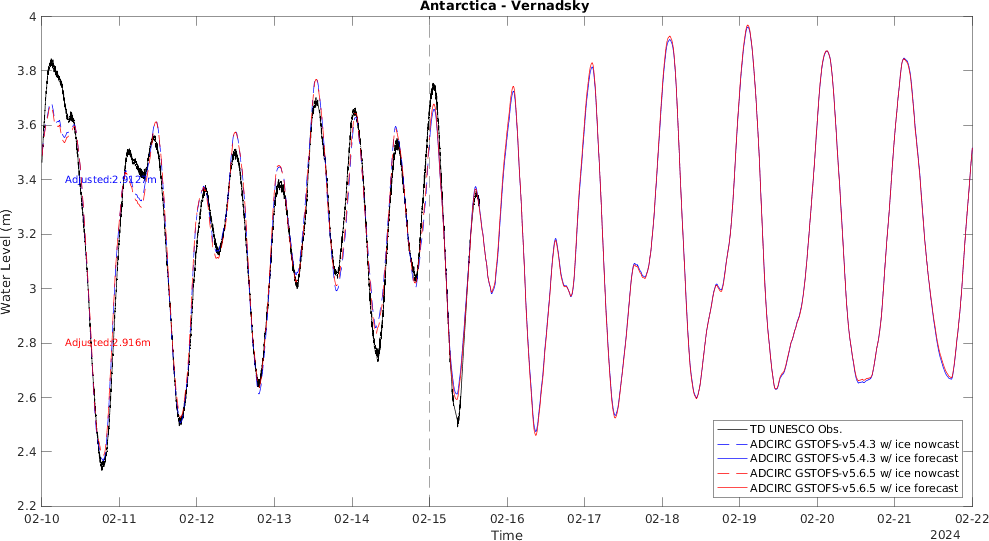 Antarctica - Vernadsky
4
3.8
3.6
3.4
3.2
3
2.8
2.6
2.4
2.2
Water Level (m)
Adjusted:2.912m
Adjusted:2.916m
TD UNESCO Obs.
ADCIRC GSTOFS-v5.4.3 w/ ice nowcast
ADCIRC GSTOFS-v5.4.3 w/ ice forecast
ADCIRC GSTOFS-v5.6.5 w/ ice nowcast
ADCIRC GSTOFS-v5.6.5 w/ ice forecast
02-10 02-11 02-12 02-13 02-14 02-15 02-16 02-17 02-18 02-19 02-20 02-21 02-22
Time
2024